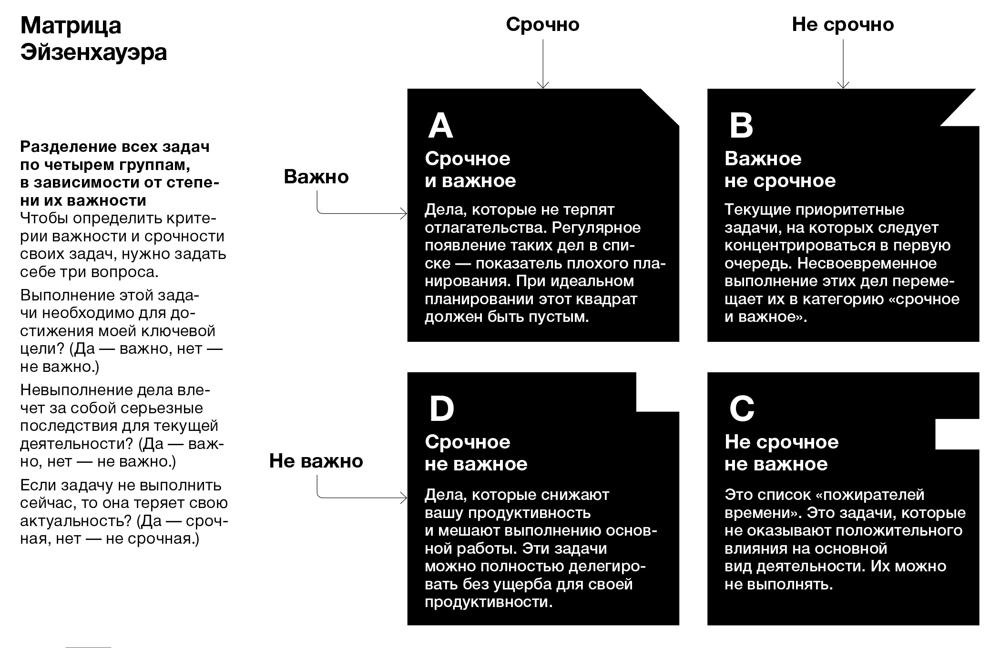 Матрица
Эйзенхауэра
Срочно
Не срочно
Разделение всех задач
по четырем группам,
в зависимости от степе-
ни их важности
Чтобы определить крите-
рии важности и срочности
своих задач, нужно задать
себе три вопроса.
Выполнение этой зада-
чи необходимо для до-
стижения моей ключевой
цели? (Да — важно, нет —
не важно.)
Невыполнение дела вле-
чет за собой серьезные
последствия для текущей
деятельности? (Да — важ-
но, нет — не важно.)
Если задачу не выполнить
сейчас, то она теряет свою
актуальность? (Да — сроч-
ная, нет — не срочная.)
Важно
A
Срочное
и важное
Дела, которые не терпят
отлагательства. Регулярное
появление таких дел в спи-
ске — показатель плохого пла-
нирования. При идеальном
планировании этот квадрат
должен быть пустым.
B
Важное
не срочное
Текущие приоритетные
задачи, на которых следует
концентрироваться в первую
очередь. Несвоевременное
выполнение этих дел переме-
щает их в категорию «срочное
и важное».
Не важно
D
Срочное
не важное
Дела, которые снижают
вашу продуктивность
и мешают выполнению основ-
ной работы. Эти задачи
можно полностью делегиро-
вать без ущерба для своей
продуктивности.
C
Не срочное
не важное
Это список «пожирателей
времени». Это задачи, которые
не оказывают положительного
влияния на основной
вид деятельности. Их можно
не выполнять.